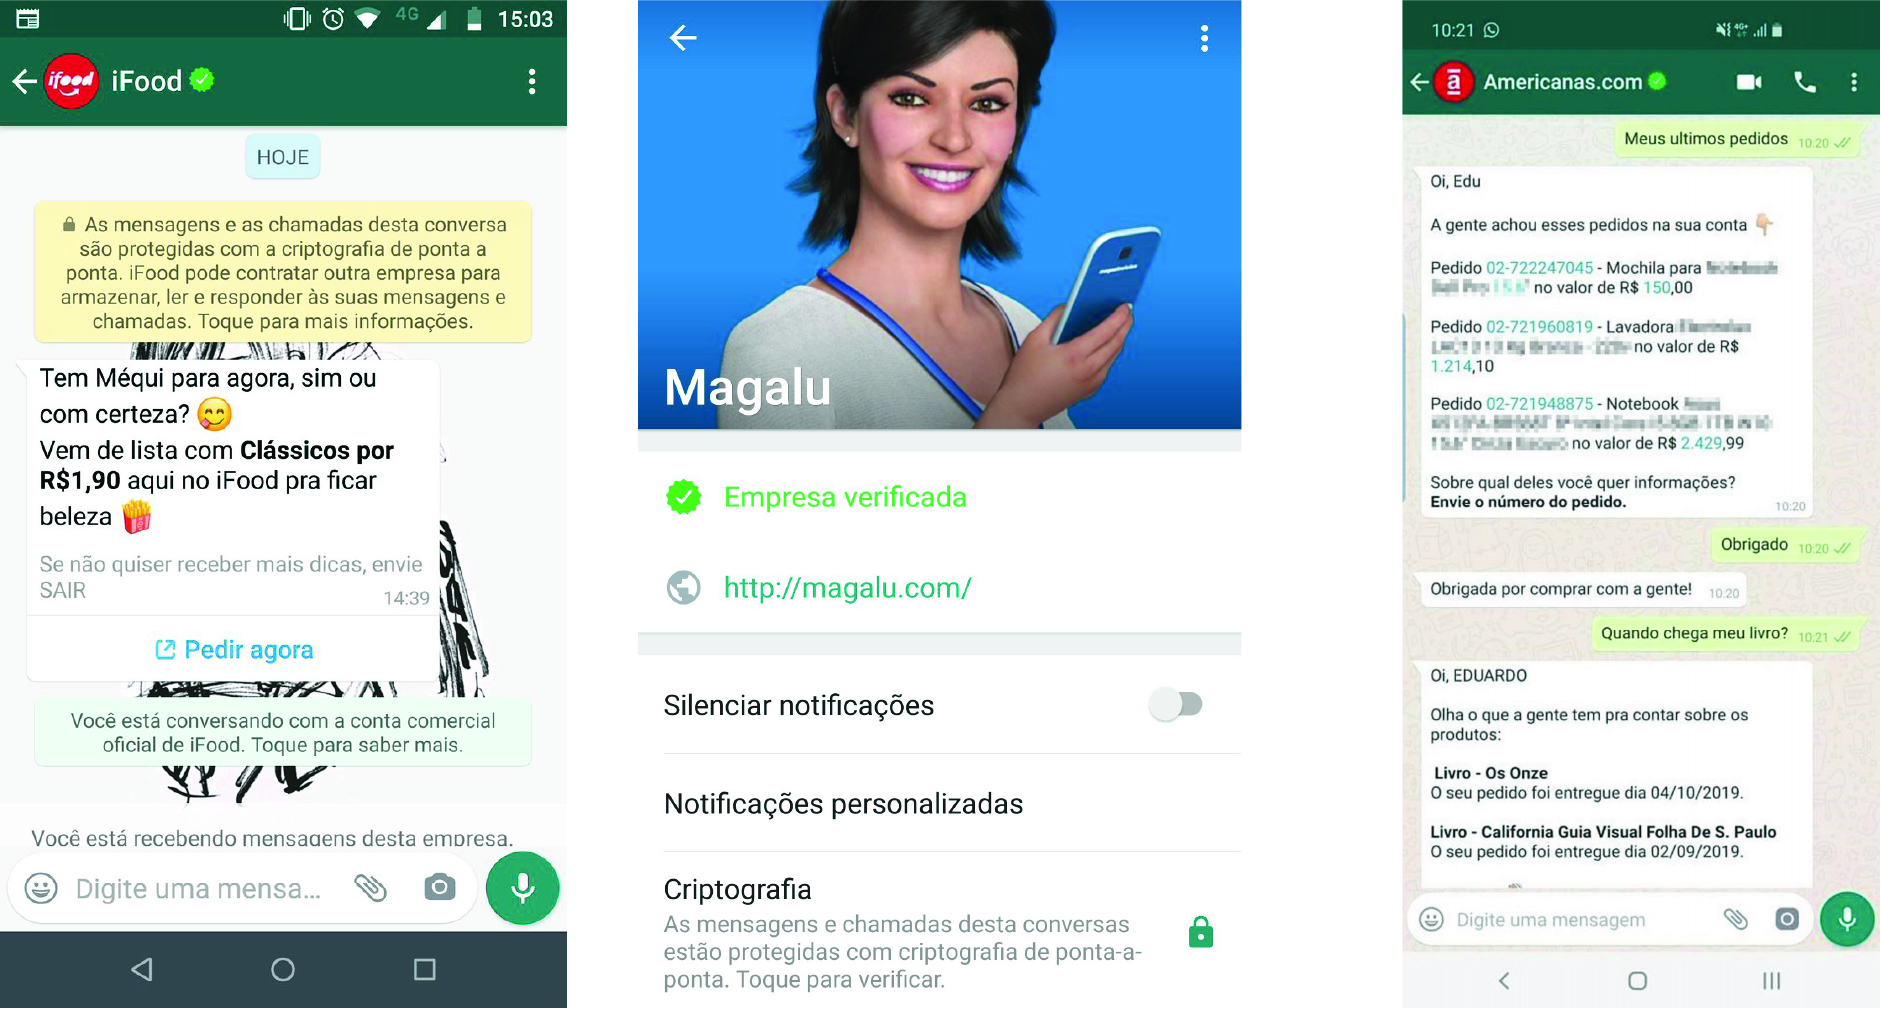 4G 15:03
ifood iFood
HOJE
As mensagens e as chamadas desta conversa
são protegidas com a criptografia de ponta a
ponta. iFood pode contratar outra empresa para
armazenar, ler e responder às suas mensagens e
chamadas. Toque para mais informações.
Tem Méqui para agora, sim ou
com certeza? 😋
Vem de lista com Clássicos por
R$1,90 aqui no iFood pra ficar
beleza 🍟
Se não quiser receber mais dicas, envie
SAIR
14:39
Pedir agora
Você está conversando com a conta comercial
oficial de iFood. Toque para saber mais.
Você está recebendo mensagens desta empresa.
Digite uma mensa...
Magalu
Empresa verificada
http://magalu.com/
Silenciar notificações
Notificações personalizadas
Criptografia
As mensagens e chamadas desta conversas
estão protegidas com criptografia de ponta-a-
ponta. Toque para verificar.
10:21 4G+
ā Americanas.com
Meus ultimos pedidos 10:20
Oi, Edu
A gente achou esses pedidos na sua conta 👇🏻
Pedido 02-722247045 - Mochila para
no valor de R$ 150,00
Pedido 02-721960819 - Lavadora
no valor de R$
1.214,10
Pedido 02-721948875 - Notebook
no valor de R$ 2.429,99
Sobre qual deles você quer informações?
Envie o número do pedido.
10:20
Obrigado 10:20
Obrigada por comprar com a gente! 10:20
Quando chega meu livro? 10:21
Oi, EDUARDO
Olha o que a gente tem pra contar sobre os
produtos:
Livro - Os Onze
O seu pedido foi entregue dia 04/10/2019.
Livro - California Guia Visual Folha De S. Paulo
O seu pedido foi entregue dia 02/09/2019.
Digite uma mensagem